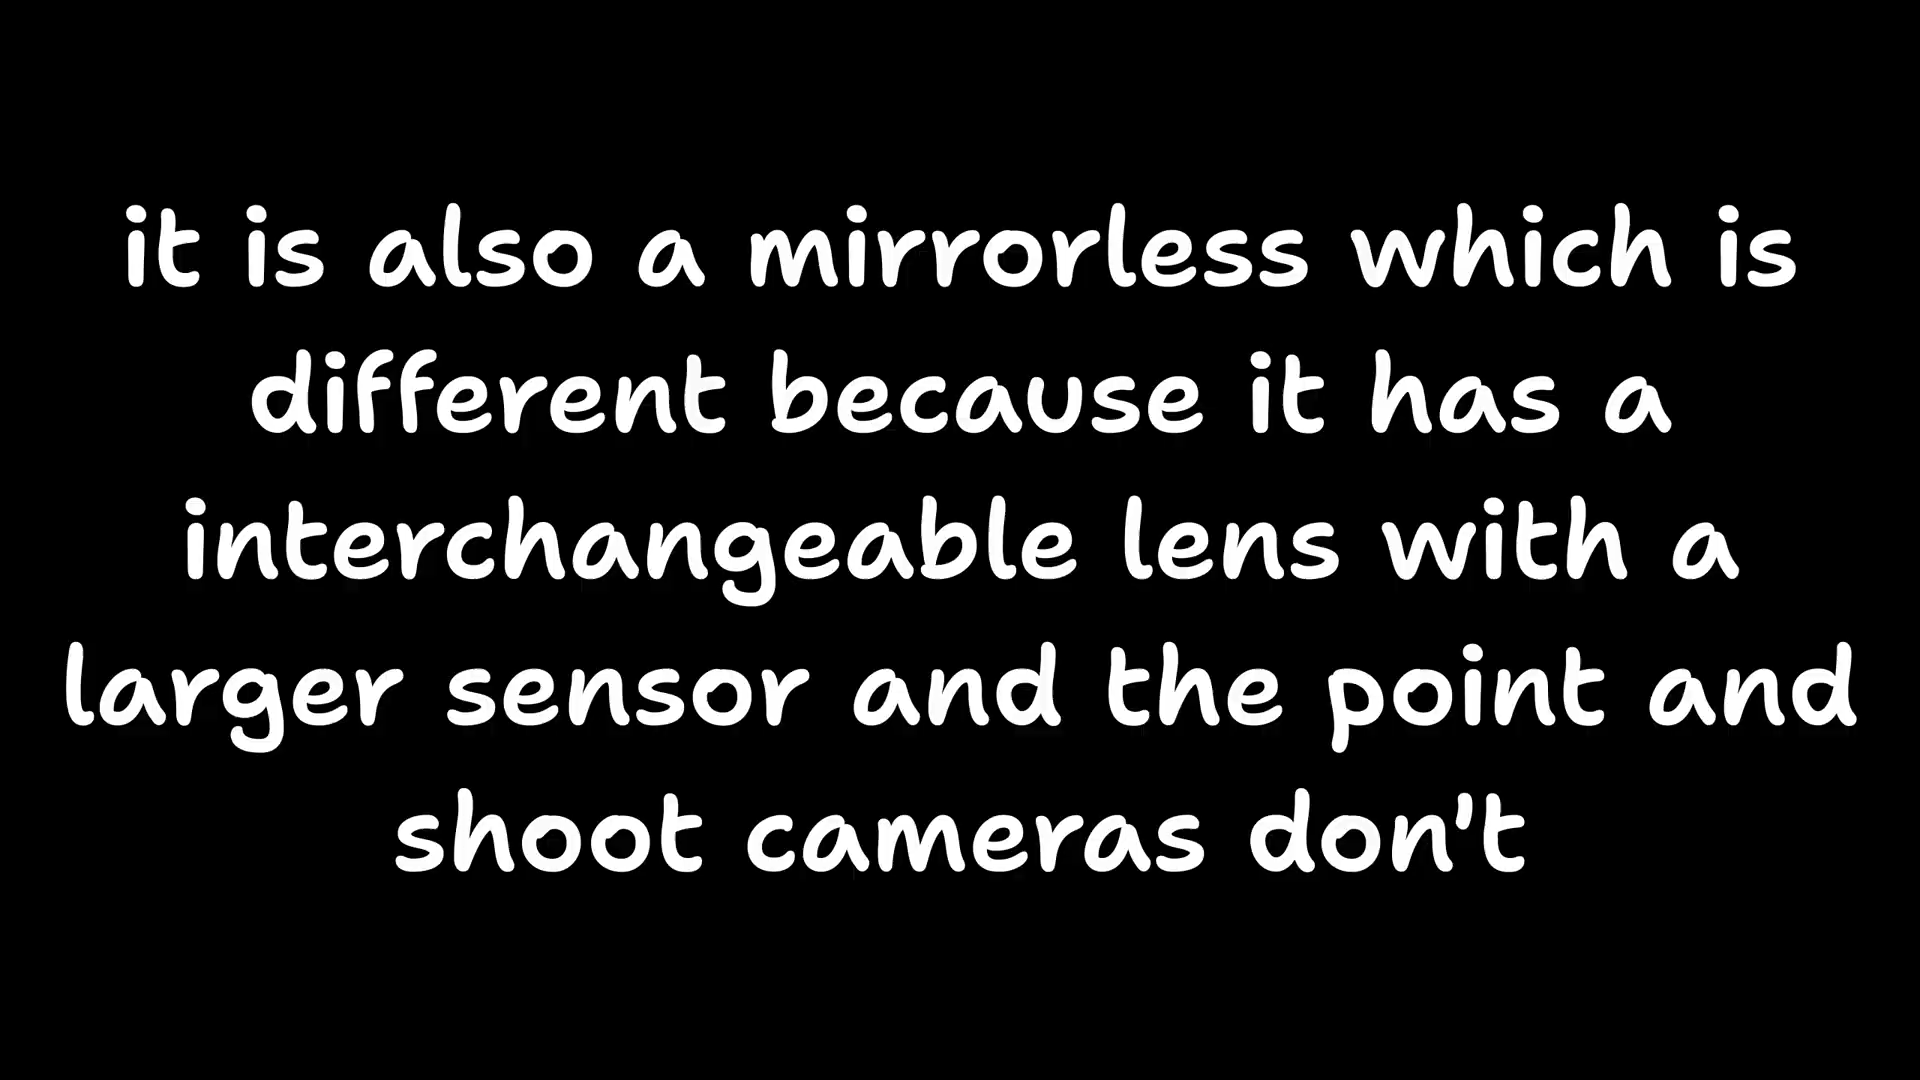 it is also a mirrorless which is
different because it has a
interchangeable lens with a
larger sensor and the point and
shoot cameras don't